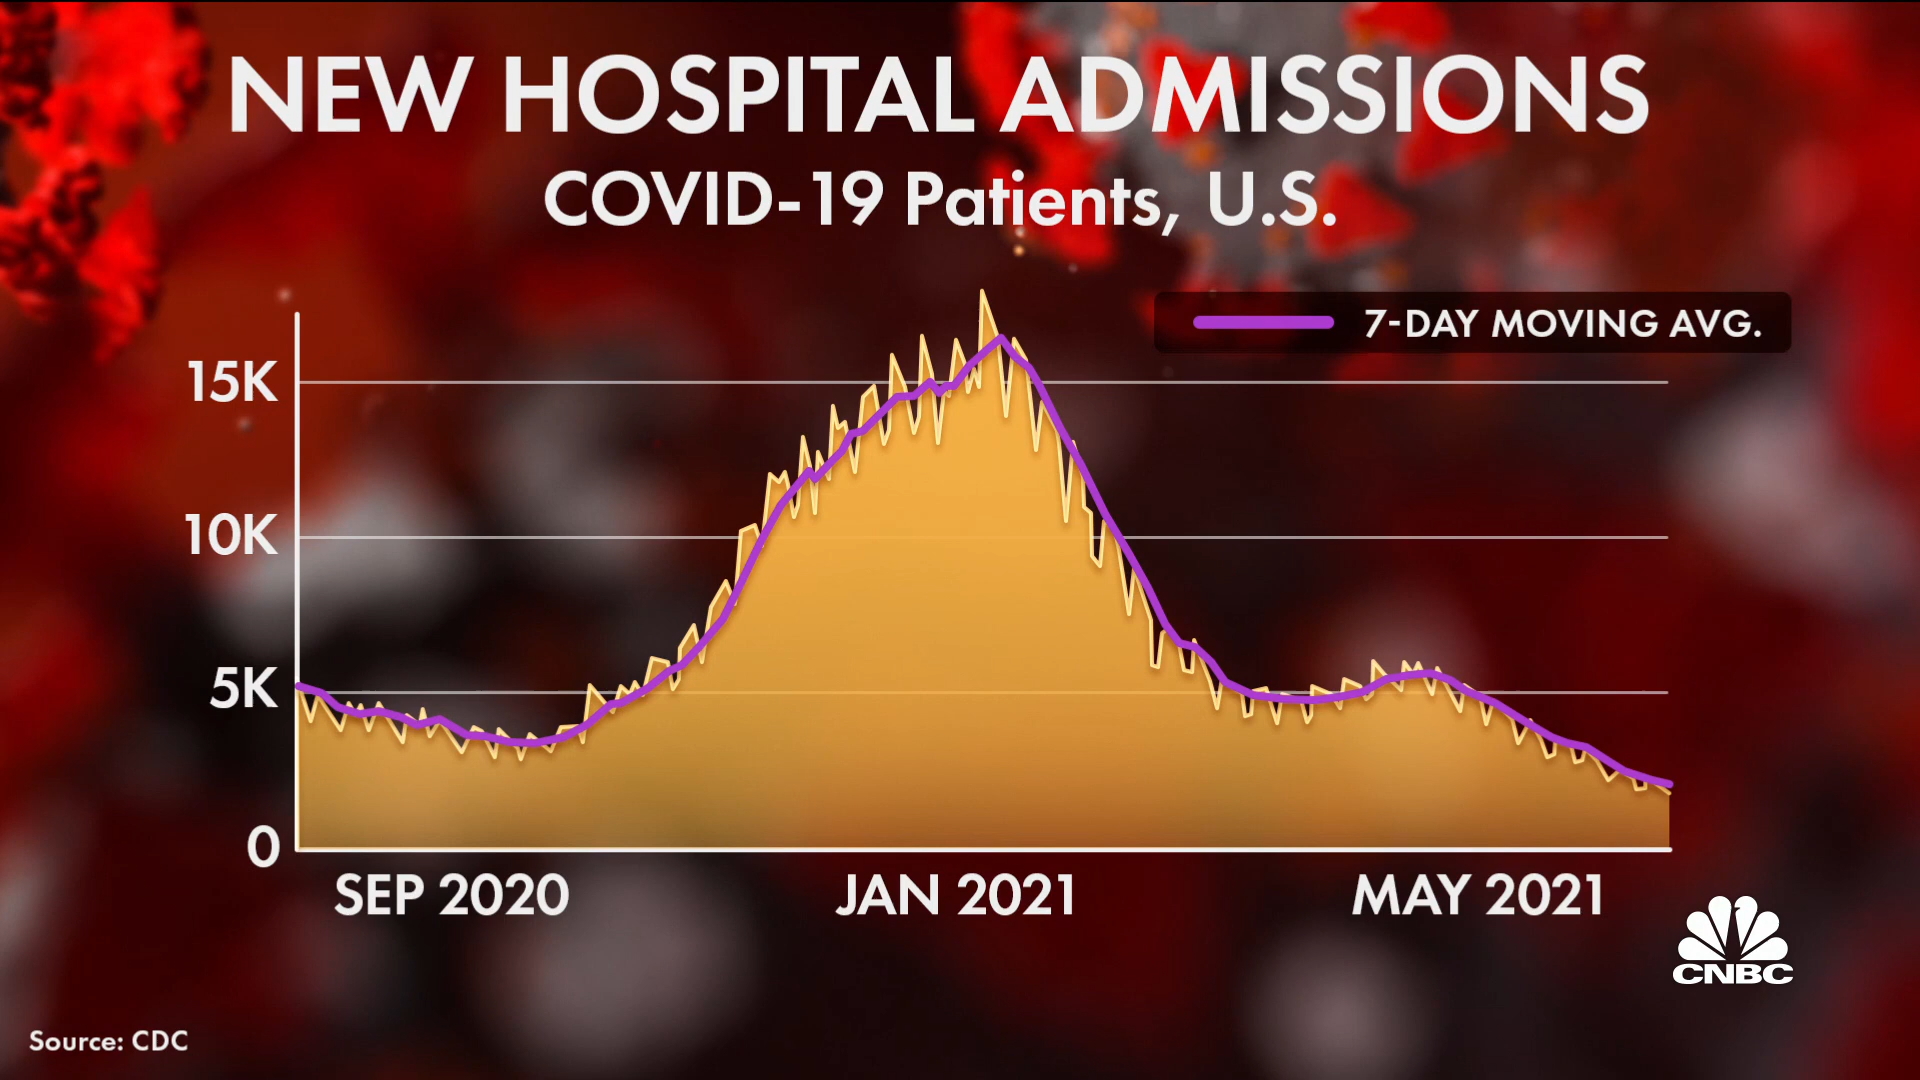 NEW HOSPITAL ADMISSIONS
COVID-19 Patients, U.S.
7-DAY MOVING AVG.
15K
10K
5K
0
SEP 2020 JAN 2021 MAY 2021
CNBC
Source: CDC